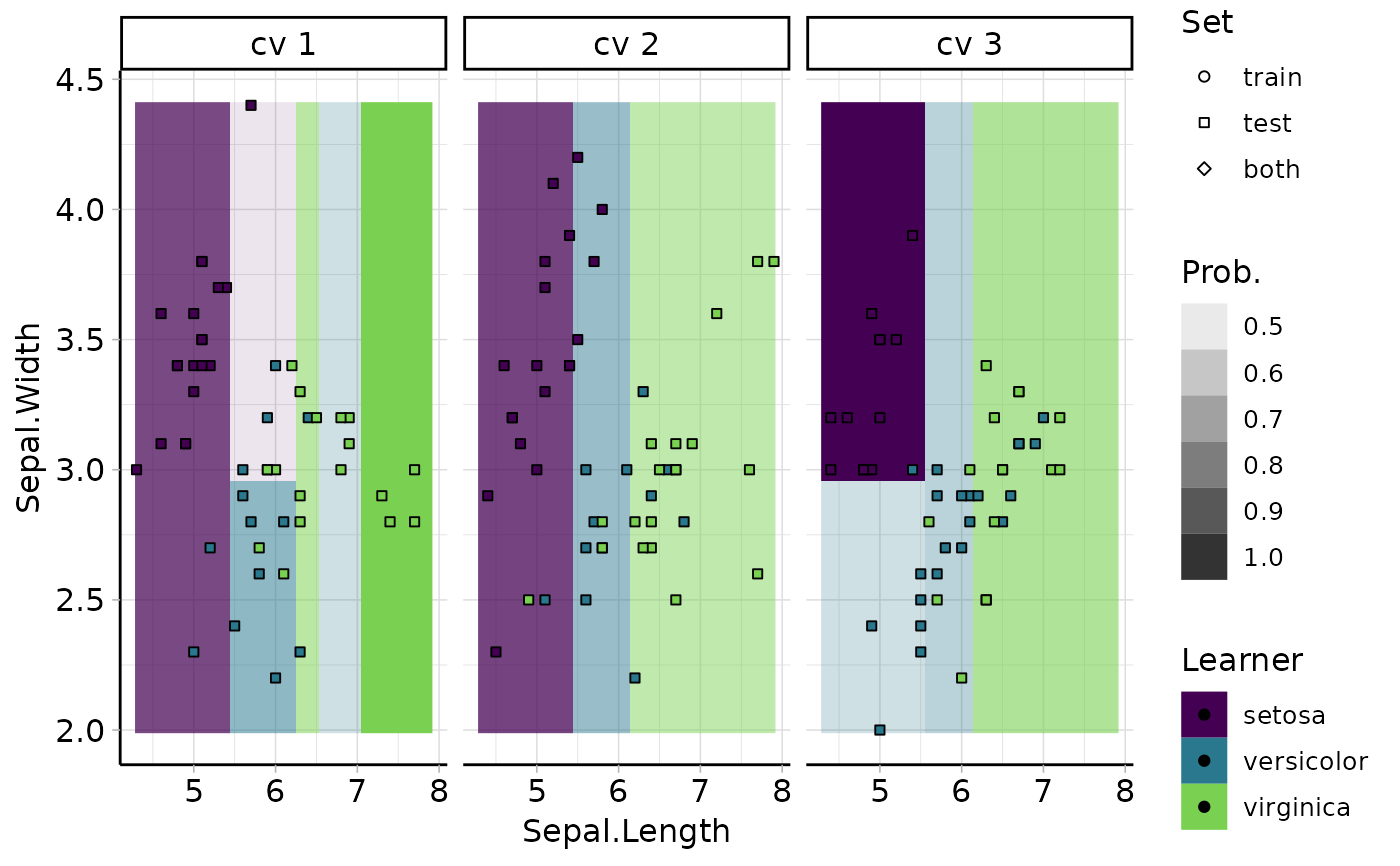 cv 1
cv 2
cv 3
4.5
4.0
3.5
3.0
2.5
2.0
Sepal.Width
5 6 7 8
5 6 7 8
5 6 7 8
Sepal.Length
Set
train
test
both
Prob.
0.5
0.6
0.7
0.8
0.9
1.0
Learner
setosa
versicolor
virginica